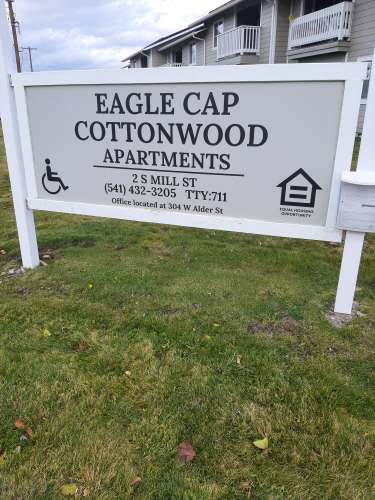 EAGLE CAP
COTTONWOOD
APARTMENTS
2 S MILL ST
(541) 432-3205 TTY:711
Office located at 304 W Alder St
EQUAL HOUSING
OPPORTUNITY